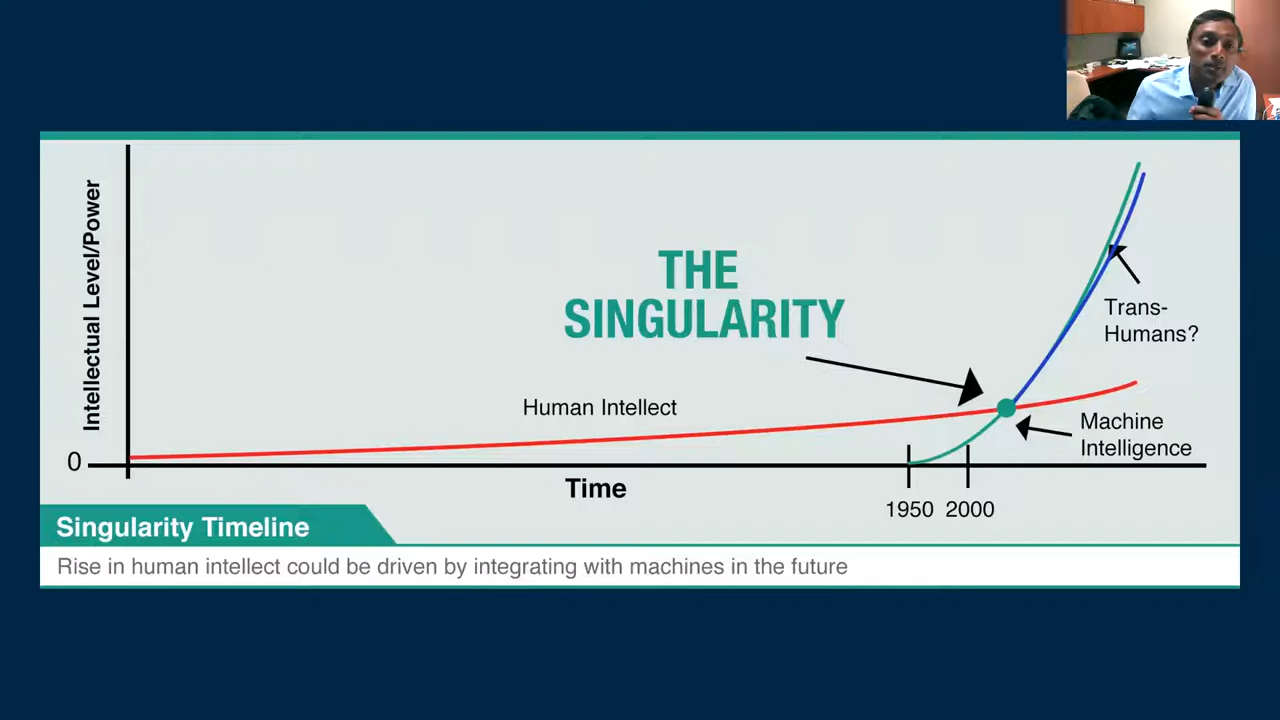 Intellectual Level/Power
THE
SINGULARITY
Trans-
Humans?
Human Intellect
Machine
Intelligence
0
Time
1950 2000
Singularity Timeline
Rise in human intellect could be driven by integrating with machines in the future